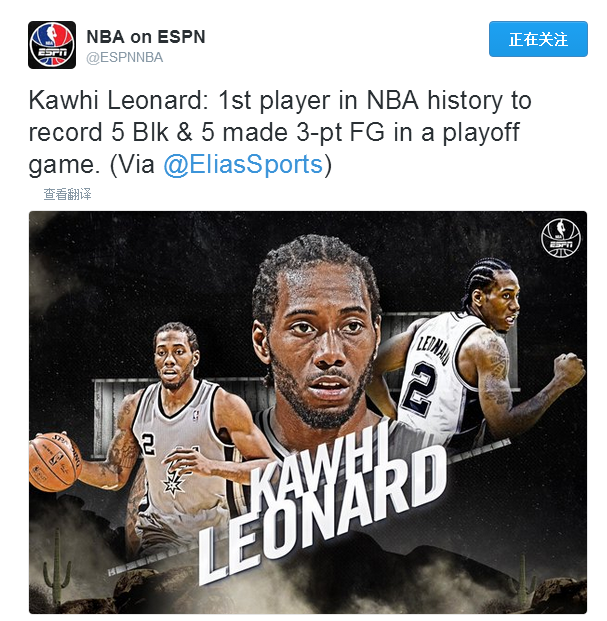 NBA on ESPN
@ESPNNBA
正在关注
Kawhi Leonard: 1st player in NBA history to
record 5 Blk & 5 made 3-pt FG in a playoff
game. (Via @EliasSports)
查看翻译
NBA
ESPN
LEONARD
2
2
KAWHI
LEONARD